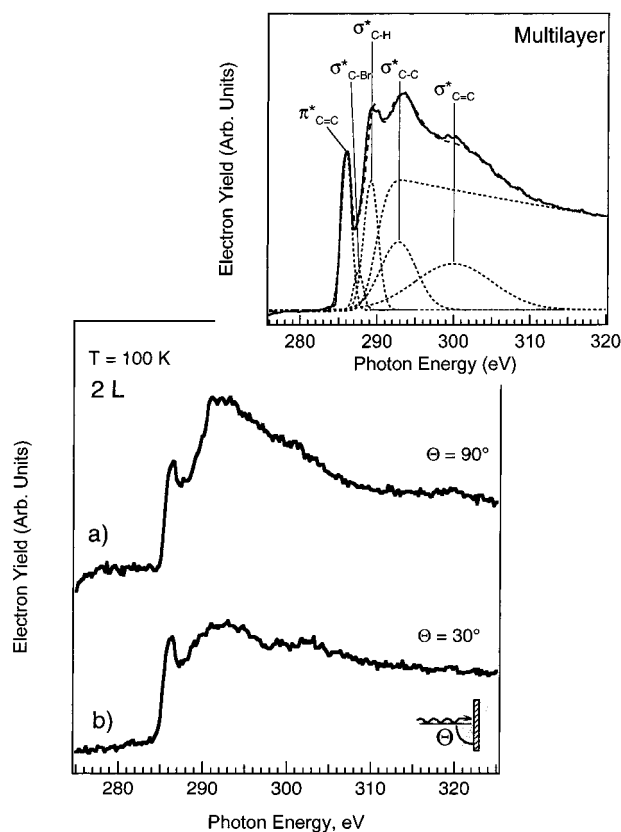 Multilayer
σ*C-H
σ*C-Br
σ*C-C
σ*C=C
π*C=C
Electron Yield (Arb. Units)
280 290 300 310 320
Photon Energy (eV)
T = 100 K
2 L
Θ = 90°
a)
Θ = 30°
b)
Θ
Electron Yield (Arb. Units)
280 290 300 310 320
Photon Energy, eV